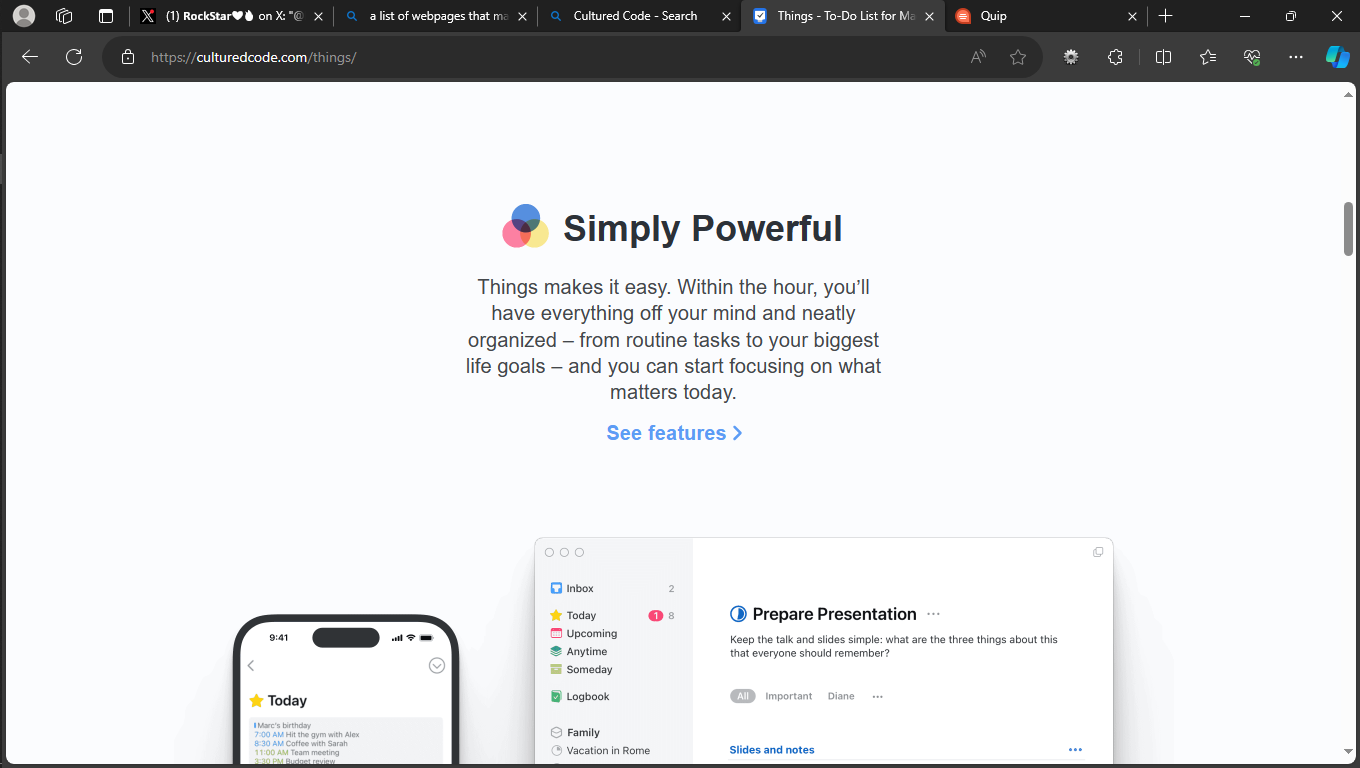 (1) RockStar🖤👌 on X: "@
a list of webpages that ma
Cultured Code - Search
Things - To-Do List for Ma
Quip
https://culturedcode.com/things/
Simply Powerful
Things makes it easy. Within the hour, you’ll
have everything off your mind and neatly
organized – from routine tasks to your biggest
life goals – and you can start focusing on what
matters today.
See features
9:41
Today
Marc's birthday
7:00 AM Hit the gym with Alex
8:30 AM Coffee with Sarah
11:00 AM Team meeting
3:30 PM Budget review
Inbox 2
Today 1 8
Upcoming
Anytime
Someday
Logbook
Family
Vacation in Rome
Prepare Presentation ...
Keep the talk and slides simple: what are the three things about this
that everyone should remember?
All Important Diane ...
Slides and notes ...